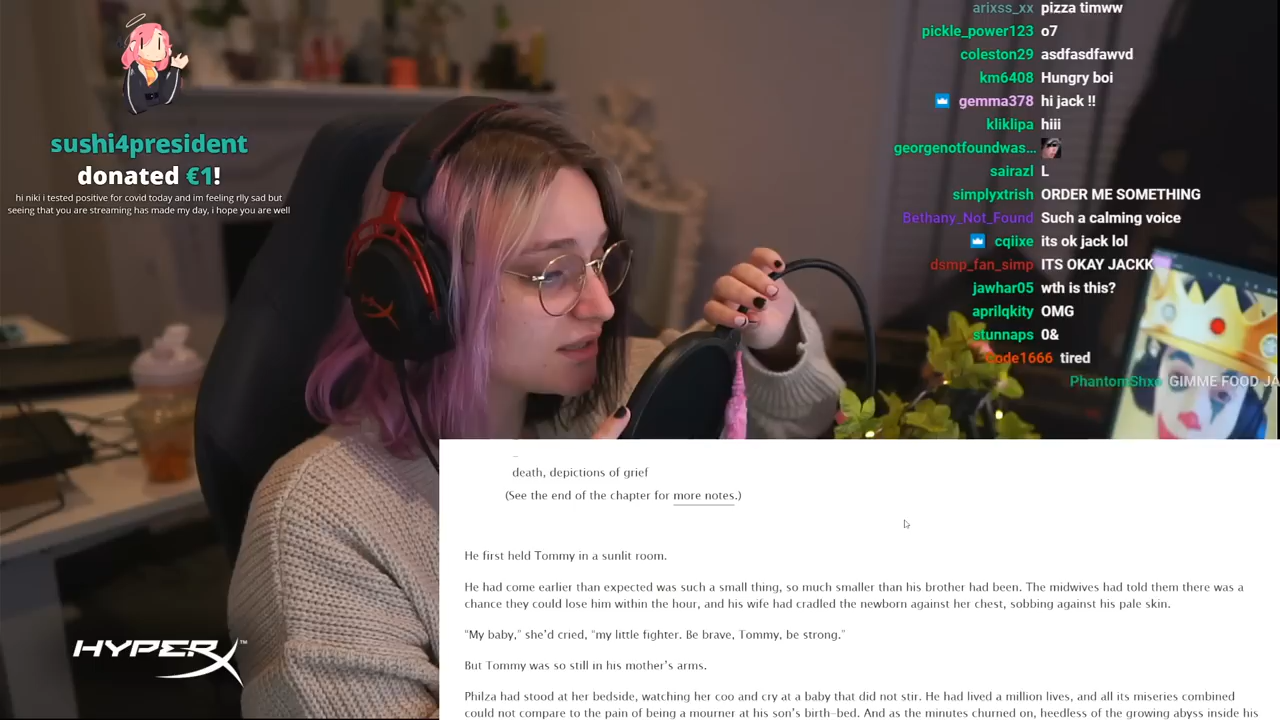 sushi4president
donated €1!
hi niki i tested positive for covid today and im feeling rlly sad but
seeing that you are streaming has made my day, i hope you are well
arixss_xx pizza timww
pickle_power123 o7
coleston29 asdfasdfawvd
km6408 Hungry boi
gemma378 hi jack !!
kliklipa hiii
georgenotfoundwas...
sairazl L
simplyxtrish ORDER ME SOMETHING
Bethany_Not_Found Such a calming voice
cqiixe its ok jack lol
dsmp_fan_simp ITS OKAY JACKK
jawhar05 wth is this?
aprilqkity OMG
stunnaps 0&
Code1666 tired
PhantomShxo GIMME FOOD JA
HYPERX™
death, depictions of grief
(See the end of the chapter for more notes.)
He first held Tommy in a sunlit room.
He had come earlier than expected was such a small thing, so much smaller than his brother had been. The midwives had told them there was a
chance they could lose him within the hour, and his wife had cradled the newborn against her chest, sobbing against his pale skin.
"My baby," she'd cried, "my little fighter. Be brave, Tommy, be strong."
But Tommy was so still in his mother's arms.
Philza had stood at her bedside, watching her coo and cry at a baby that did not stir. He had lived a million lives, and all its miseries combined
could not compare to the pain of being a mourner at his son's birth-bed. And as the minutes churned on, heedless of the growing abyss inside his